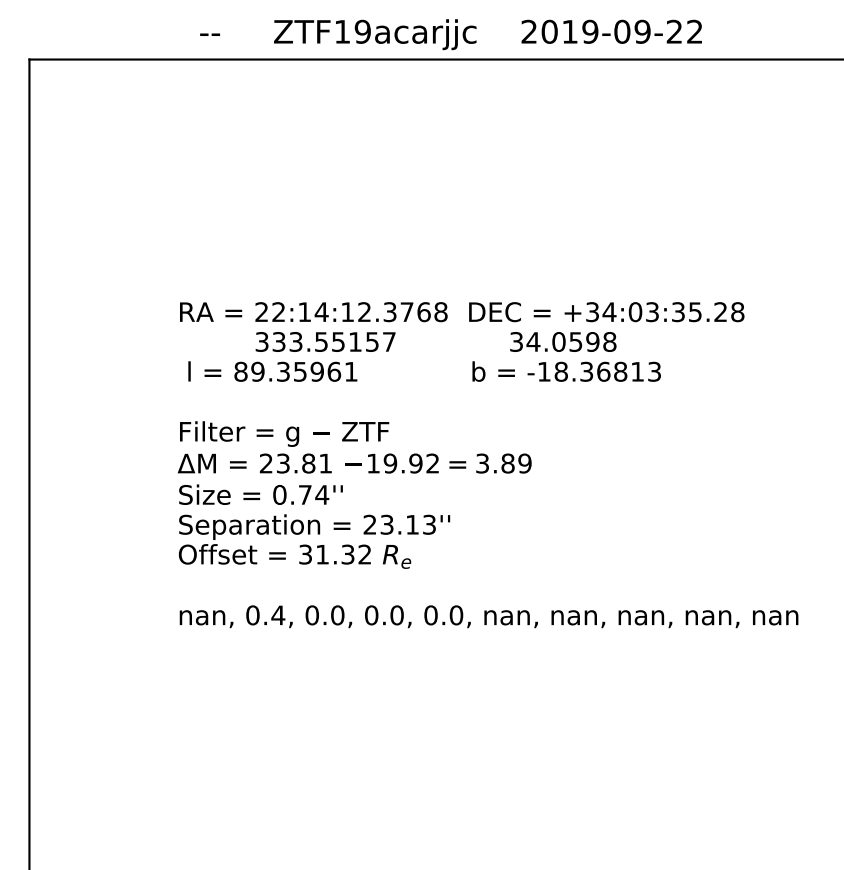 -- ZTF19acarjjc 2019-09-22
RA = 22:14:12.3768 DEC = +34:03:35.28
333.55157 34.0598
l = 89.35961 b = -18.36813
Filter = g − ZTF
ΔM = 23.81 −19.92 = 3.89
Size = 0.74''
Separation = 23.13''
Offset = 31.32 Re
nan, 0.4, 0.0, 0.0, 0.0, nan, nan, nan, nan, nan